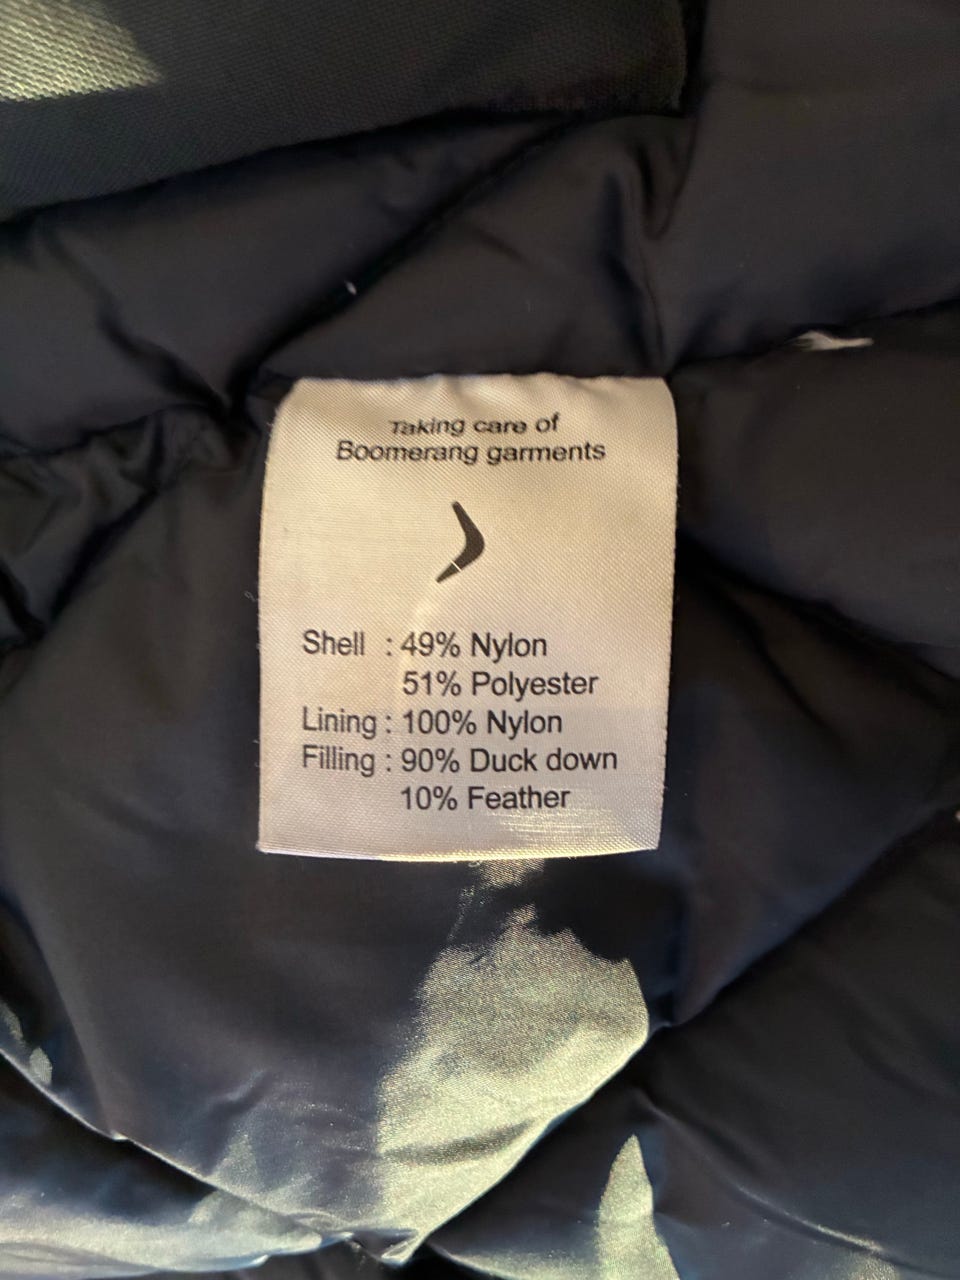 Taking care of
Boomerang garments
Shell : 49% Nylon
51% Polyester
Lining : 100% Nylon
Filling : 90% Duck down
10% Feather